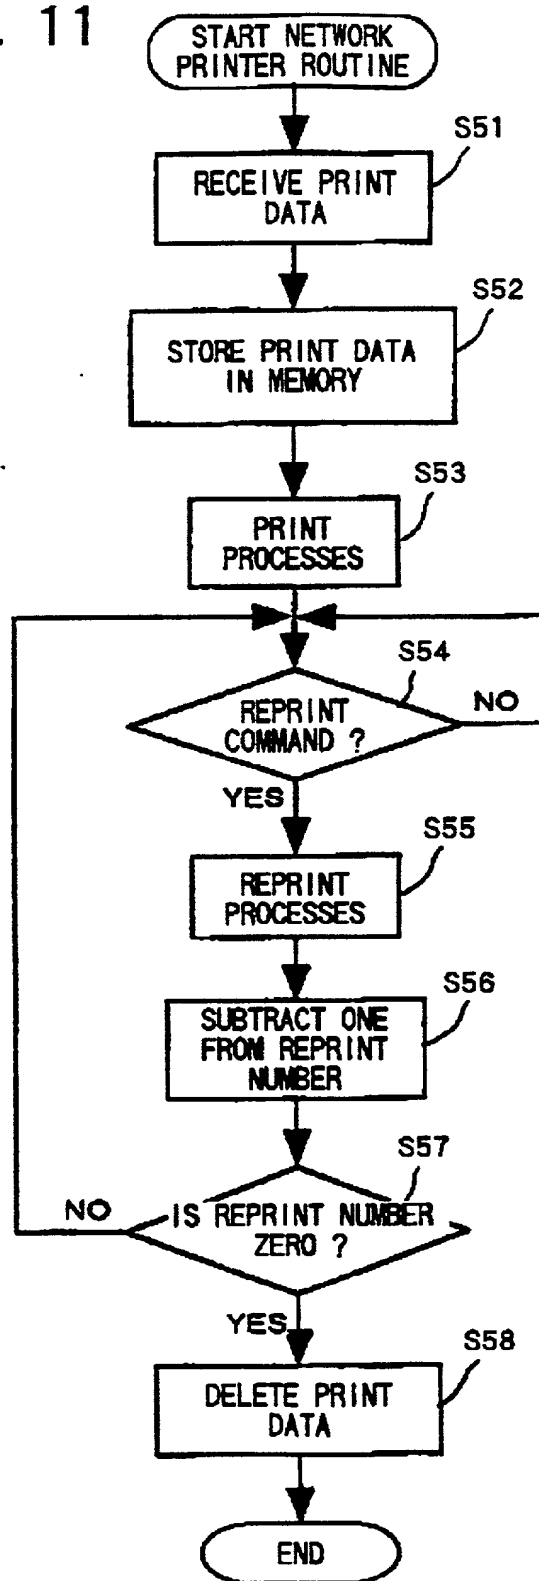 . 11
START NETWORK
PRINTER ROUTINE
S51
RECEIVE PRINT
DATA
S52
STORE PRINT DATA
IN MEMORY
S53
PRINT
PROCESSES
S54
REPRINT
COMMAND ?
NO
YES
S55
REPRINT
PROCESSES
S56
SUBTRACT ONE
FROM REPRINT
NUMBER
S57
NO
IS REPRINT NUMBER
ZERO ?
YES
S58
DELETE PRINT
DATA
END